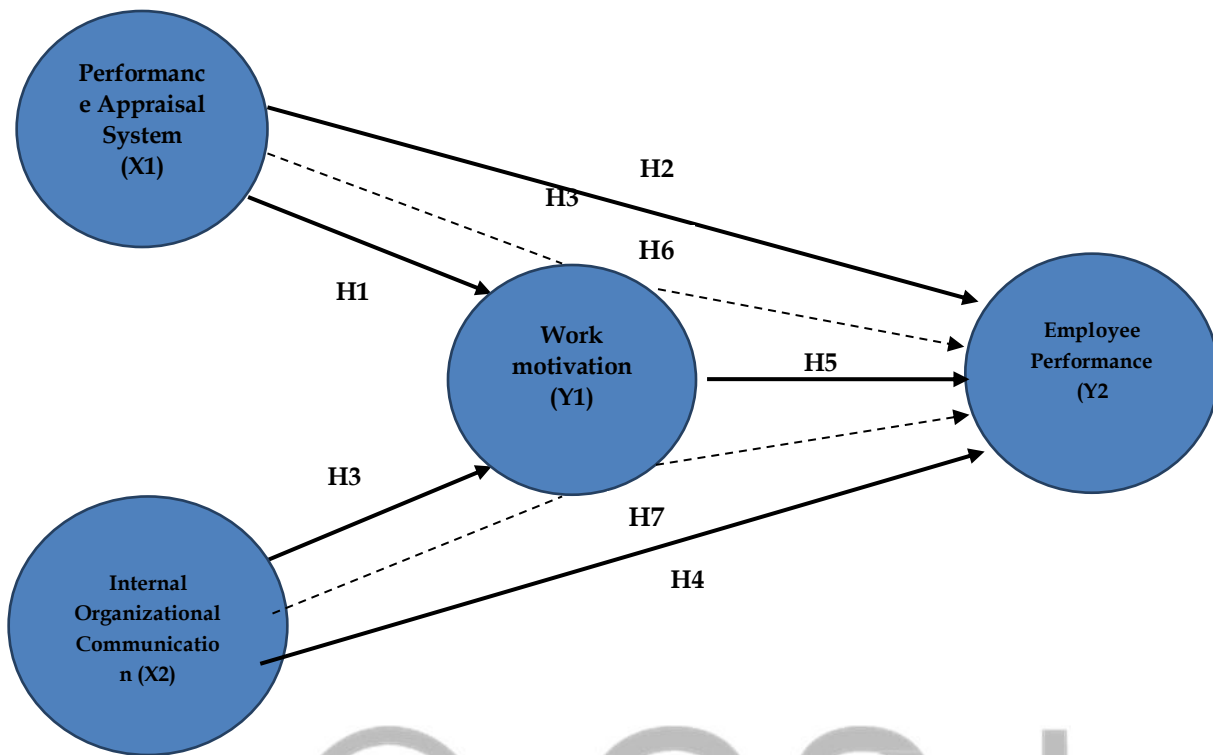 Performanc
e Appraisal
System
(X1)
H2
H3
H6
H1
Work
motivation
(Y1)
Employee
Performance
(Y2
H5
H3
H7
H4
Internal
Organizational
Communicatio
n (X2)